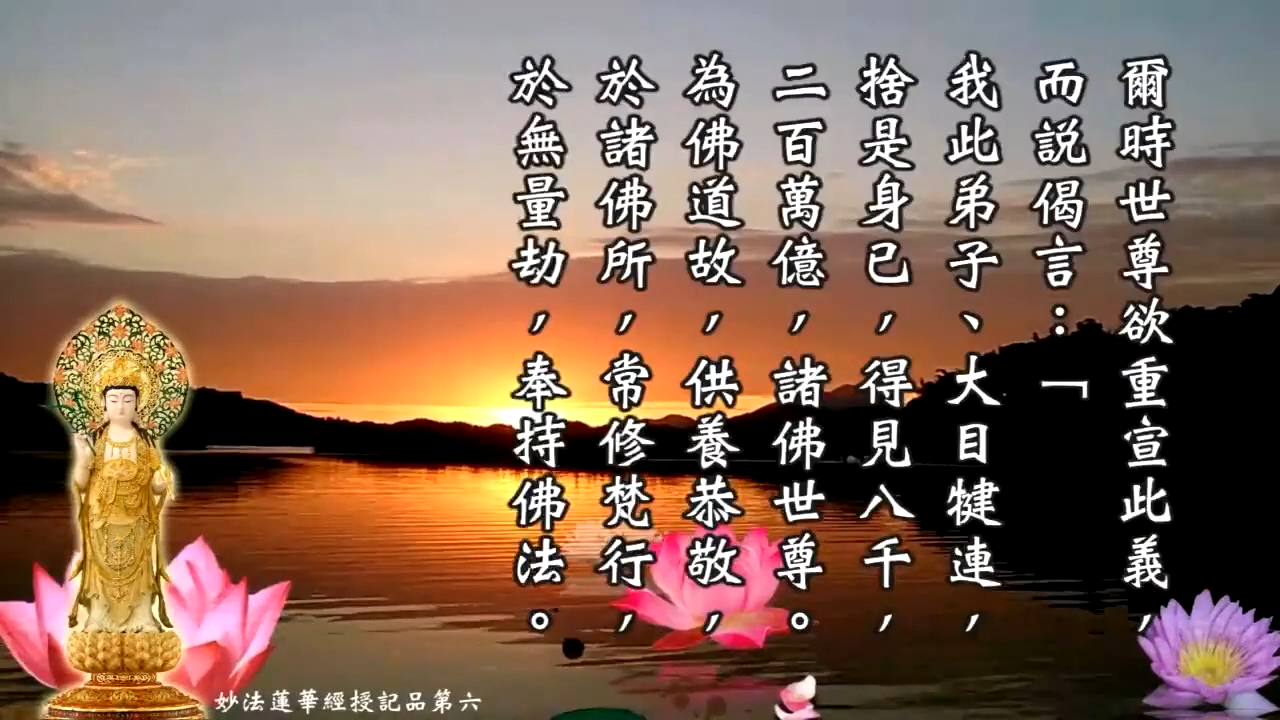 爾時世尊欲重宣此義，
而説偈言：「
我此弟子、大目犍連，
捨是身已，得見八千，
二百萬億，諸佛世尊。
為佛道故，供養恭敬，
於諸佛所，常修梵行，
於無量劫，奉持佛法。
妙法蓮華經授記品第六